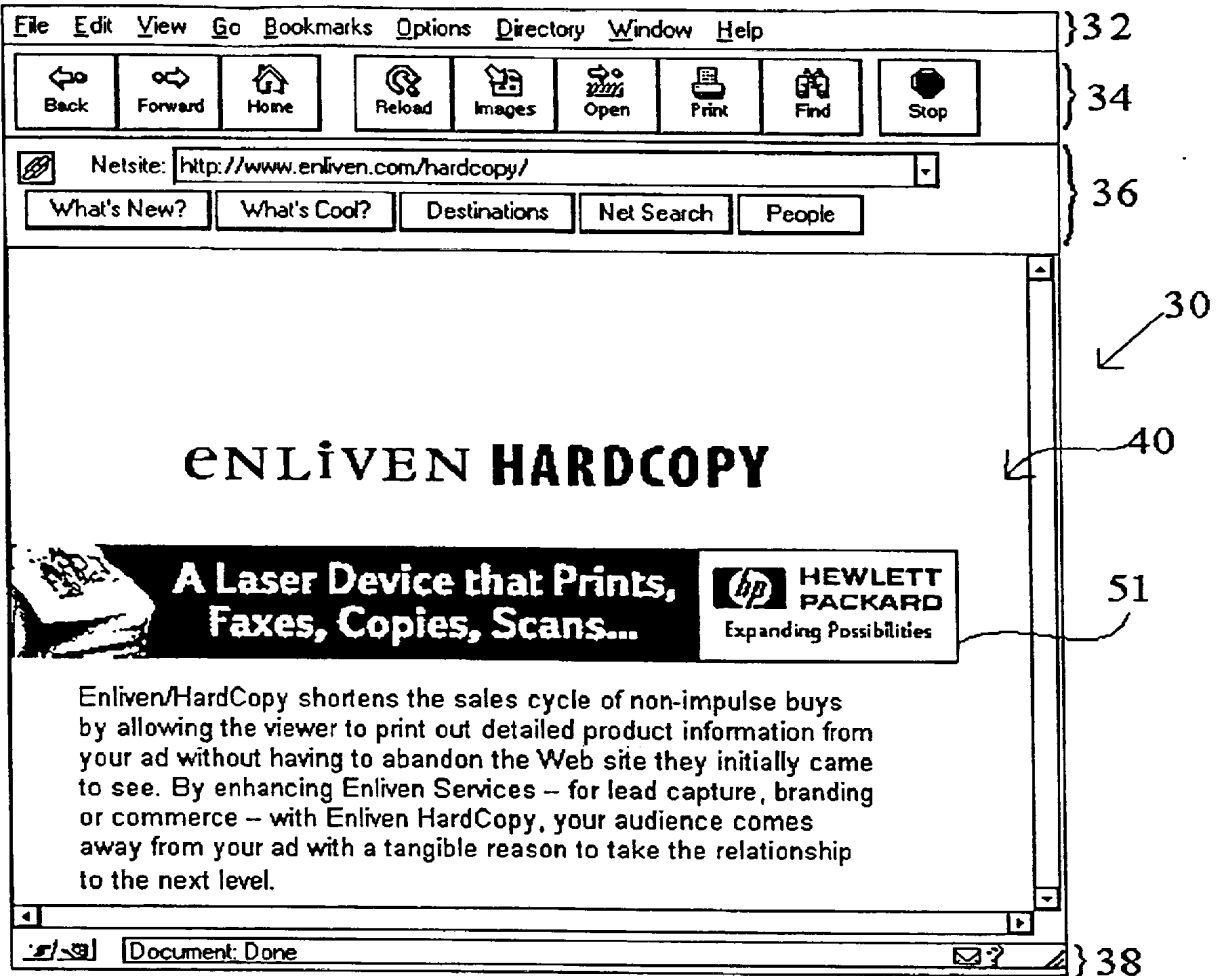 File Edit View Go Bookmarks Options Directory Window Help }32
Back Forward Home Reload Images Open Print Find Stop }34
Netsite: http://www.enliven.com/hardcopy/
What's New? What's Cool? Destinations Net Search People }36
30
40
eNLiVEN HARDCOPY
A Laser Device that Prints,
Faxes, Copies, Scans...
hp HEWLETT
PACKARD
Expanding Possibilities
51
Enliven/HardCopy shortens the sales cycle of non-impulse buys
by allowing the viewer to print out detailed product information from
your ad without having to abandon the Web site they initially came
to see. By enhancing Enliven Services – for lead capture, branding
or commerce – with Enliven HardCopy, your audience comes
away from your ad with a tangible reason to take the relationship
to the next level.
Document: Done ? }38